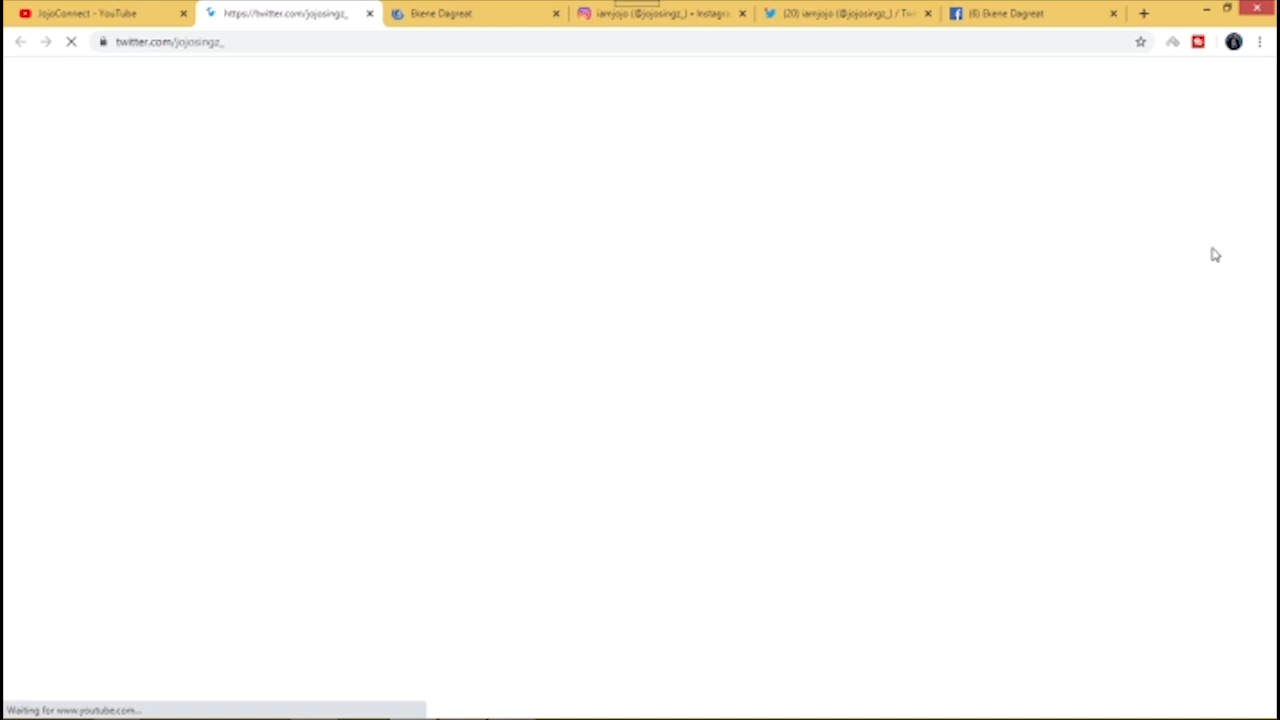 JojoConnect - YouTube
https://twitter.com/jojosingz_
Ekene Dagreat
iamjojo (@jojosingz_) • Instagra
(20) iamjojo (@jojosingz_) / Tw
(6) Ekene Dagreat
twitter.com/jojosingz_
Waiting for www.youtube.com...